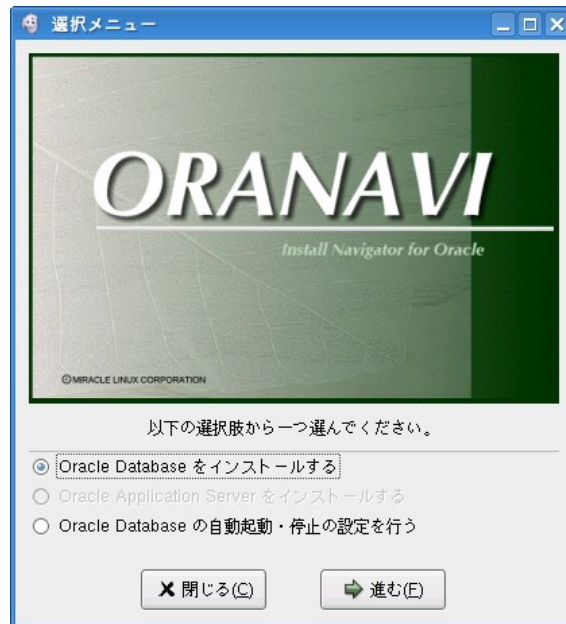 選択メニュー
ORANAVI
Install Navigator for Oracle
©MIRACLE LINUX CORPORATION
以下の選択肢から一つ選んでください。
Oracle Database をインストールする
Oracle Application Server をインストールする
Oracle Database の自動起動・停止の設定を行う
閉じる(C) 進む(F)